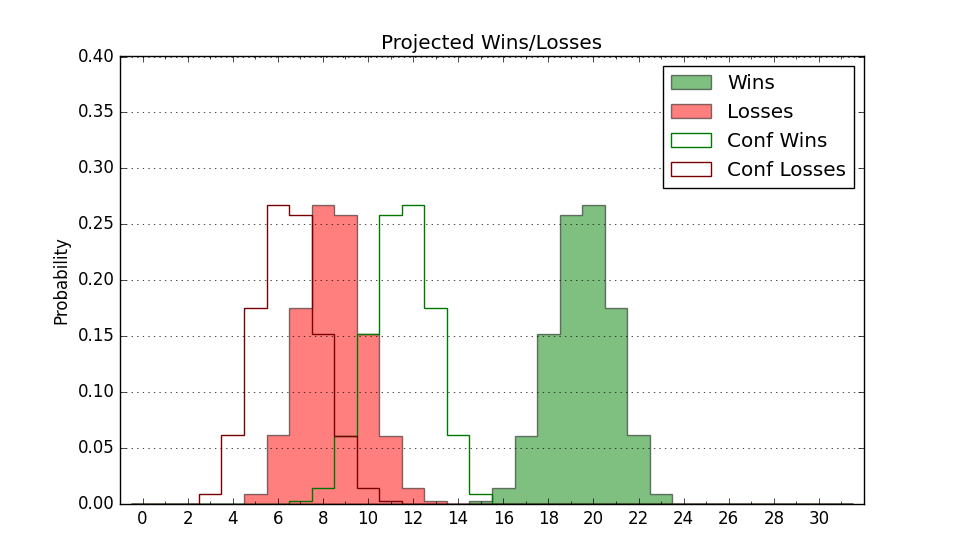 Projected Wins/Losses
0.40
0.35
0.30
0.25
0.20
0.15
0.10
0.05
0.00
Probability
Wins
Losses
Conf Wins
Conf Losses
0 2 4 6 8 10 12 14 16 18 20 22 24 26 28 30